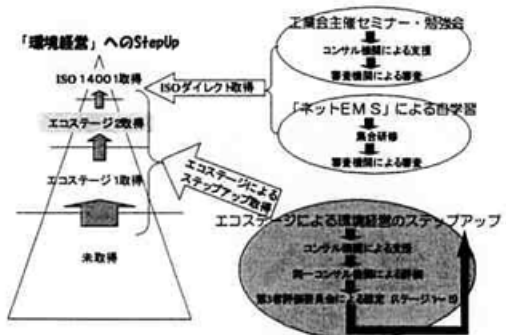 「環境経営」へのStepUp
ISO 14001取得
エコステージ2取得
エコステージ1取得
未取得
ISOダイレクト取得
エコステージによる
ステップアップ取得
工業会主催セミナー・勉強会
コンサル機関による支援
審査機関による審査
「ネットEMS」による自学習
集合研修
審査機関による審査
エコステージによる環境経営のステップアップ
コンサル機関による支援
同一コンサル機関による評価
第3者評価委員会による認定